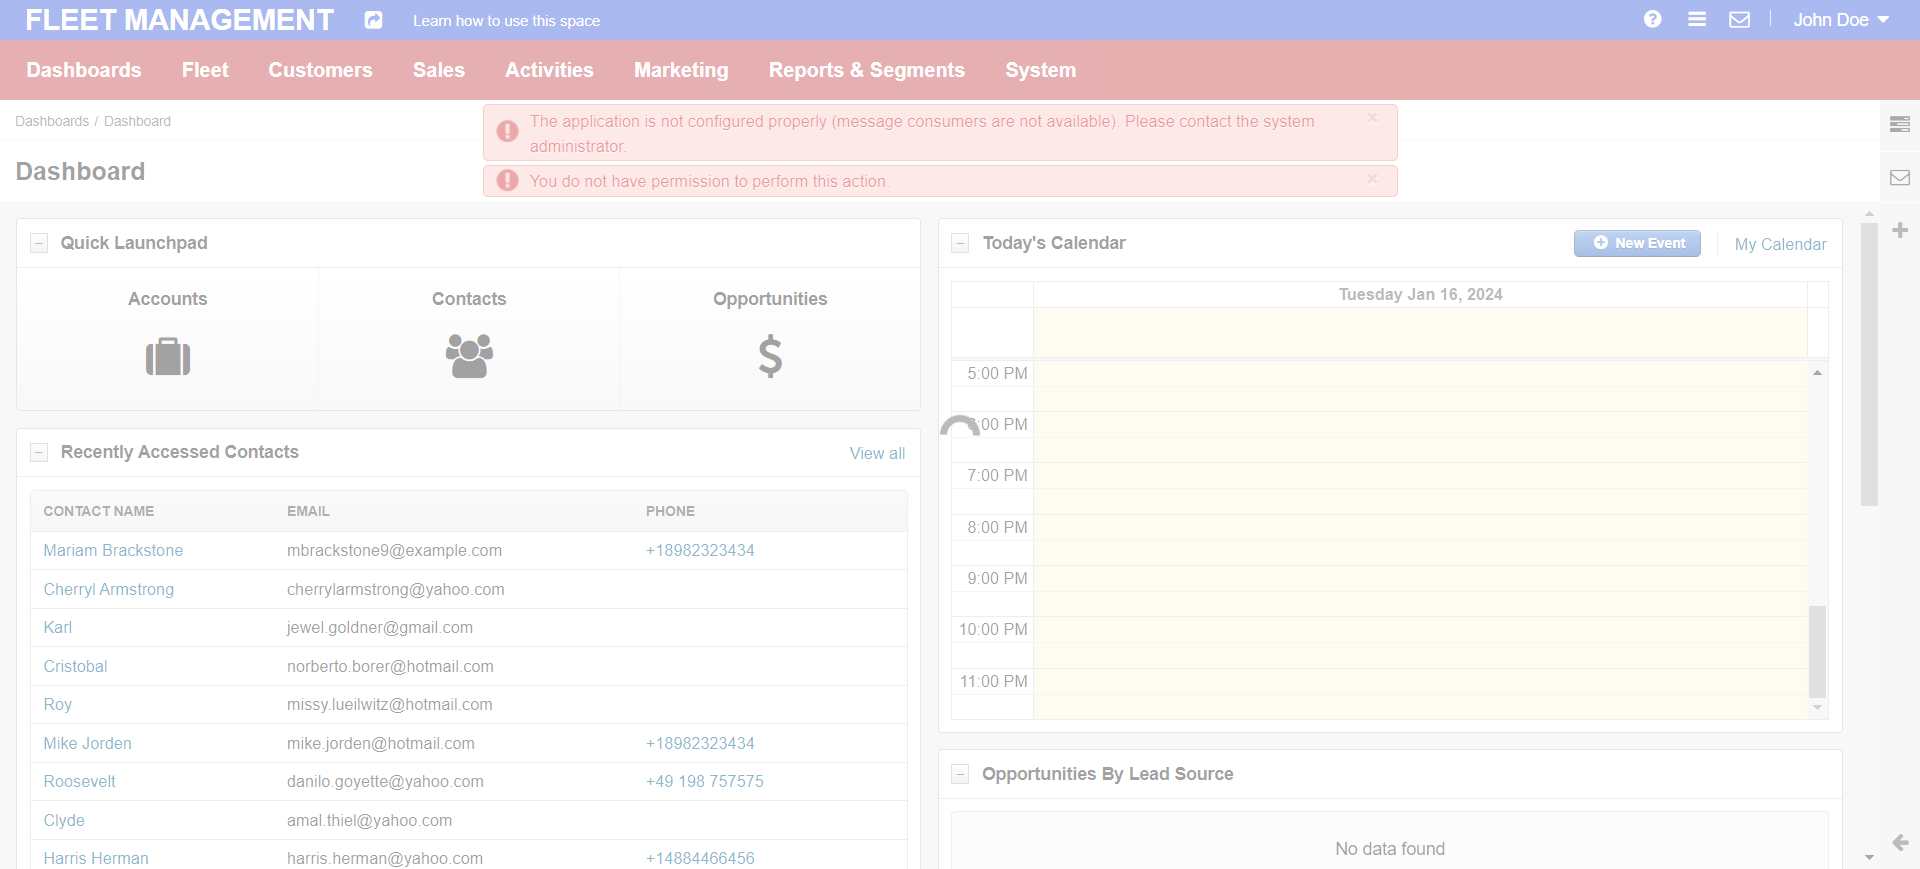 FLEET MANAGEMENT
Learn how to use this space
John Doe
Dashboards Fleet Customers Sales Activities Marketing Reports & Segments System
Dashboards / Dashboard
The application is not configured properly (message consumers are not available). Please contact the system
administrator.
You do not have permission to perform this action.
Dashboard
Quick Launchpad
Accounts Contacts Opportunities
Recently Accessed Contacts View all
CONTACT NAME EMAIL PHONE
Mariam Brackstone mbrackstone9@example.com +18982323434
Cherryl Armstrong cherrylarmstrong@yahoo.com
Karl jewel.goldner@gmail.com
Cristobal norberto.borer@hotmail.com
Roy missy.lueilwitz@hotmail.com
Mike Jorden mike.jorden@hotmail.com +18982323434
Roosevelt danilo.goyette@yahoo.com +49 198 757575
Clyde amal.thiel@yahoo.com
Harris Herman harris.herman@yahoo.com +14884466456
Today's Calendar New Event My Calendar
Tuesday Jan 16, 2024
5:00 PM
6:00 PM
7:00 PM
8:00 PM
9:00 PM
10:00 PM
11:00 PM
Opportunities By Lead Source
No data found